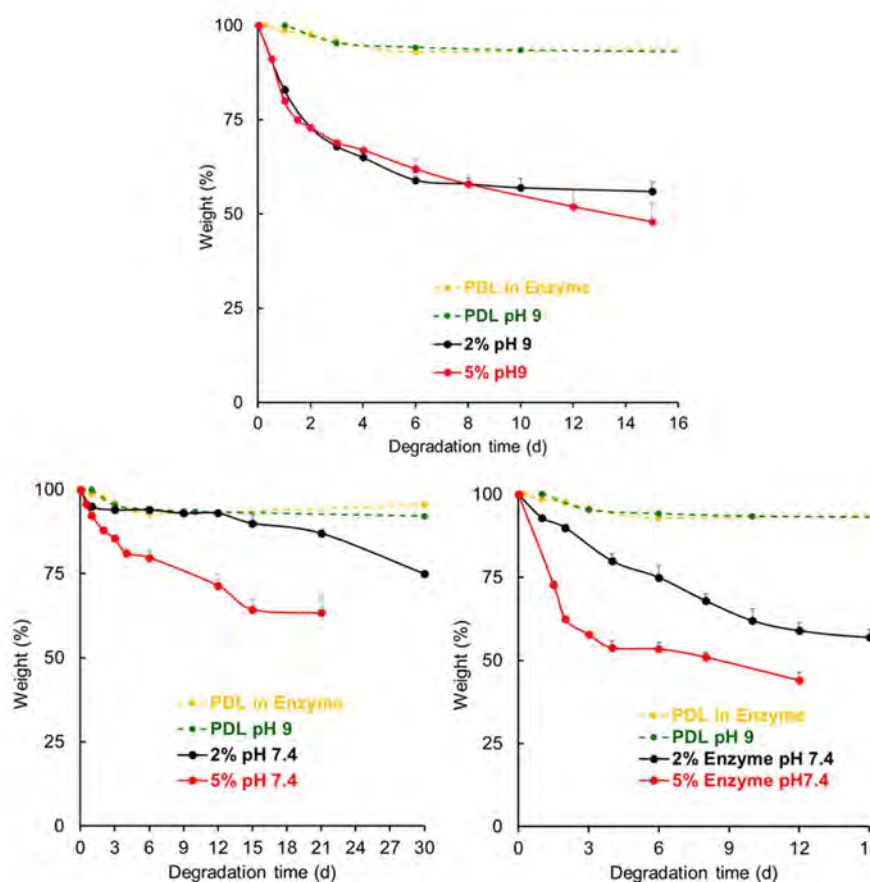 100
75
50
25
0
Weight (%)
PDL in Enzyme
PDL pH 9
2% pH 9
5% pH9
0 2 4 6 8 10 12 14 16
Degradation time (d)
100
75
50
25
0
Weight (%)
PDL in Enzyme
PDL pH 9
2% pH 7.4
5% pH 7.4
0 3 6 9 12 15 18 21 24 27 30
Degradation time (d)
100
75
50
25
0
Weight (%)
PDL in Enzyme
PDL pH 9
2% Enzyme pH 7.4
5% Enzyme pH7.4
0 3 6 9 12
Degradation time (d)